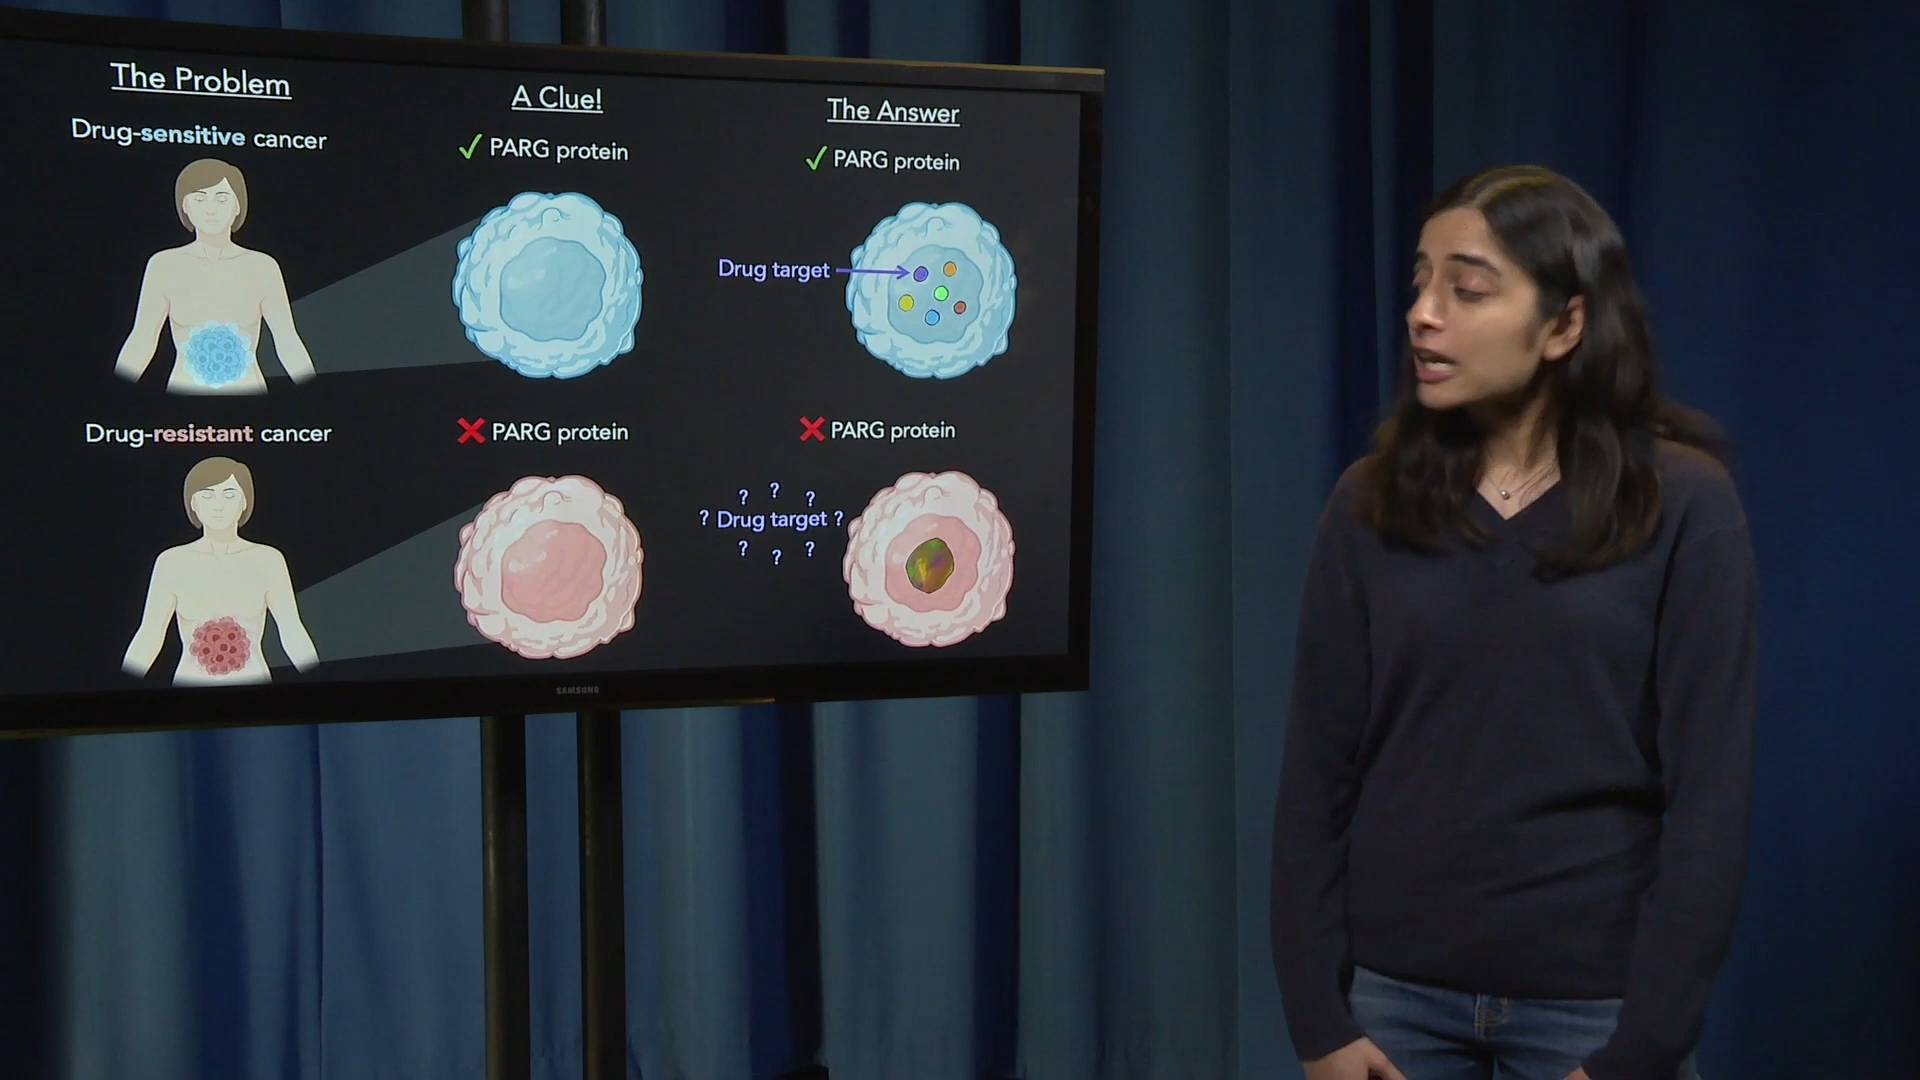 The Problem
Drug-sensitive cancer
Drug-resistant cancer
A Clue!
✓ PARG protein
✗ PARG protein
The Answer
✓ PARG protein
Drug target
✗ PARG protein
? ? ?
? Drug target ?
? ? ?
SAMSUNG